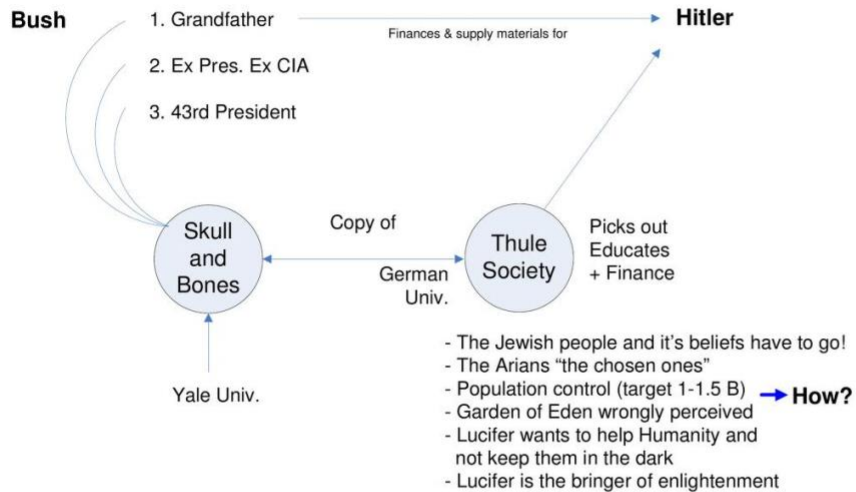 Bush
1. Grandfather
2. Ex Pres. Ex CIA
3. 43rd President
Finances & supply materials for
Hitler
Skull
and
Bones
Copy of
German
Univ.
Thule
Society
Picks out
Educates
+ Finance
Yale Univ.
- The Jewish people and it's beliefs have to go!
- The Arians “the chosen ones”
- Population control (target 1-1.5 B)
How?
- Garden of Eden wrongly perceived
- Lucifer wants to help Humanity and
not keep them in the dark
- Lucifer is the bringer of enlightenment